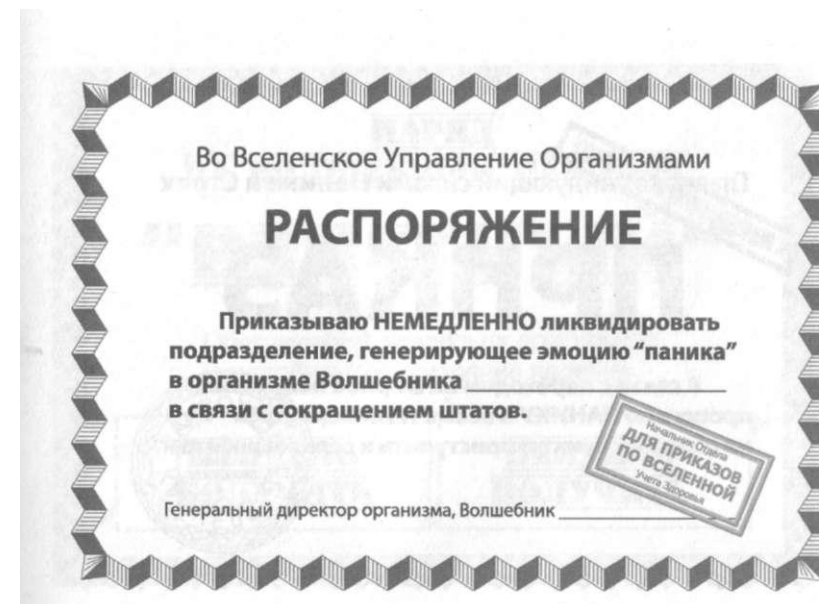 Во Вселенское Управление Организмами
РАСПОРЯЖЕНИЕ
Приказываю НЕМЕДЛЕННО ликвидировать
подразделение, генерирующее эмоцию “паника”
в организме Волшебника
в связи с сокращением штатов.
Начальник Отдела
ДЛЯ ПРИКАЗОВ
ПО ВСЕЛЕННОЙ
Учета Здоровья
Генеральный директор организма, Волшебник